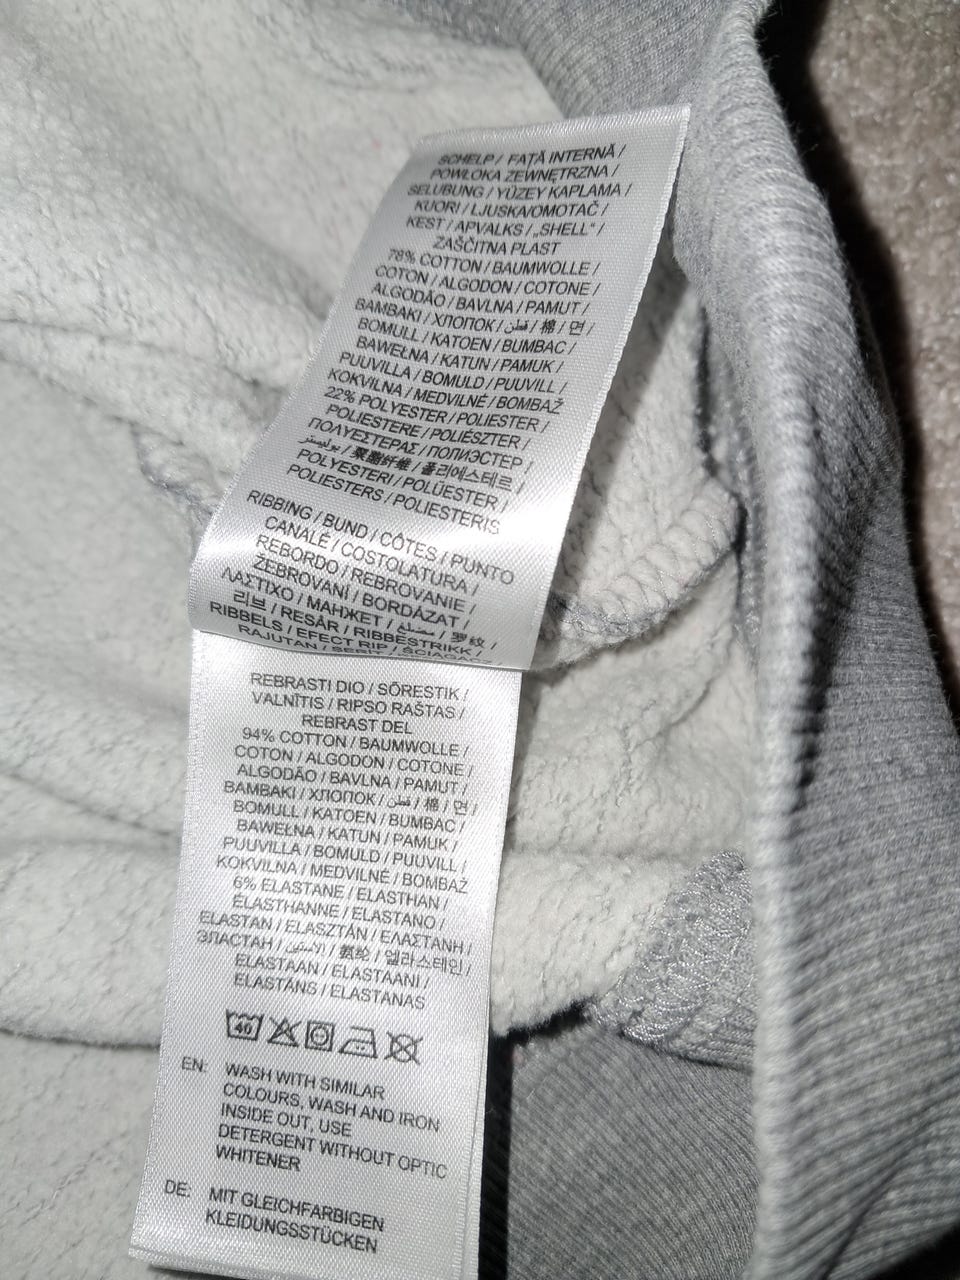 SCHELP / FAȚĂ INTERNĂ /
POWŁOKA ZEWNĘTRZNA /
SELUBUNG / YÜZEY KAPLAMA /
KUORI / LJUSKA/OMOTAČ /
KEST / APVALKS / „SHELL“ /
ZAŠČITNA PLAST
78% COTTON / BAUMWOLLE /
COTON / ALGODON / COTONE /
ALGODÃO / BAVLNA / PAMUT /
BAMBAKI / ХЛОПОК / قطن / 棉 / 면 /
BOMULL / KATOEN / BUMBAC /
BAWEŁNA / KATUN / PAMUK /
PUUVILLA / BOMULD / PUUVILL /
KOKVILNA / MEDVILNĖ / BOMBAŽ
22% POLYESTER / POLIESTER /
POLIESTERE / POLIÉSZTER /
ΠΟΛΥΕΣΤΕΡΑΣ / ПОПИЭСТЕР /
بوليستر / 聚酯纤维 / 폴리에스테르 /
POLYESTERI / POLÜESTER /
POLIESTERS / POLIESTERIS
RIBBING / BUND / CÔTES / PUNTO
CANALÉ / COSTOLATURA /
REBORDO / REBROVANIE /
ŽEBROVANÍ / BORDÁZAT /
ΛΑΣΤΙΧΟ / МАНЖЕТ / مضلع / 罗纹 /
리브 / RESÅR / RIBBESTRIKK /
RIBBELS / EFECT RIP / ŚCIĄGACZ /
RAJUTAN / SERIT /
REBRASTI DIO / SÕRESTIK /
VALNĪTIS / RIPSO RAŠTAS /
REBRAST DEL
94% COTTON / BAUMWOLLE /
COTON / ALGODON / COTONE /
ALGODÃO / BAVLNA / PAMUT /
BAMBAKI / ХЛОПОК / قطن / 棉 / 면 /
BOMULL / KATOEN / BUMBAC /
BAWEŁNA / KATUN / PAMUK /
PUUVILLA / BOMULD / PUUVILL /
KOKVILNA / MEDVILNĖ / BOMBAŽ
6% ELASTANE / ELASTHAN /
ÉLASTHANNE / ELASTANO /
ELASTAN / ELASZTÁN / ΕΛΑΣΤΑΝΗ /
ЭЛАСТАН / الاستين / 氨纶 / 엘라스테인 /
ELASTAAN / ELASTAANI /
ELASTĀNS / ELASTANAS
40
EN: WASH WITH SIMILAR
COLOURS, WASH AND IRON
INSIDE OUT, USE
DETERGENT WITHOUT OPTIC
WHITENER
DE: MIT GLEICHFARBIGEN
KLEIDUNGSSTÜCKEN